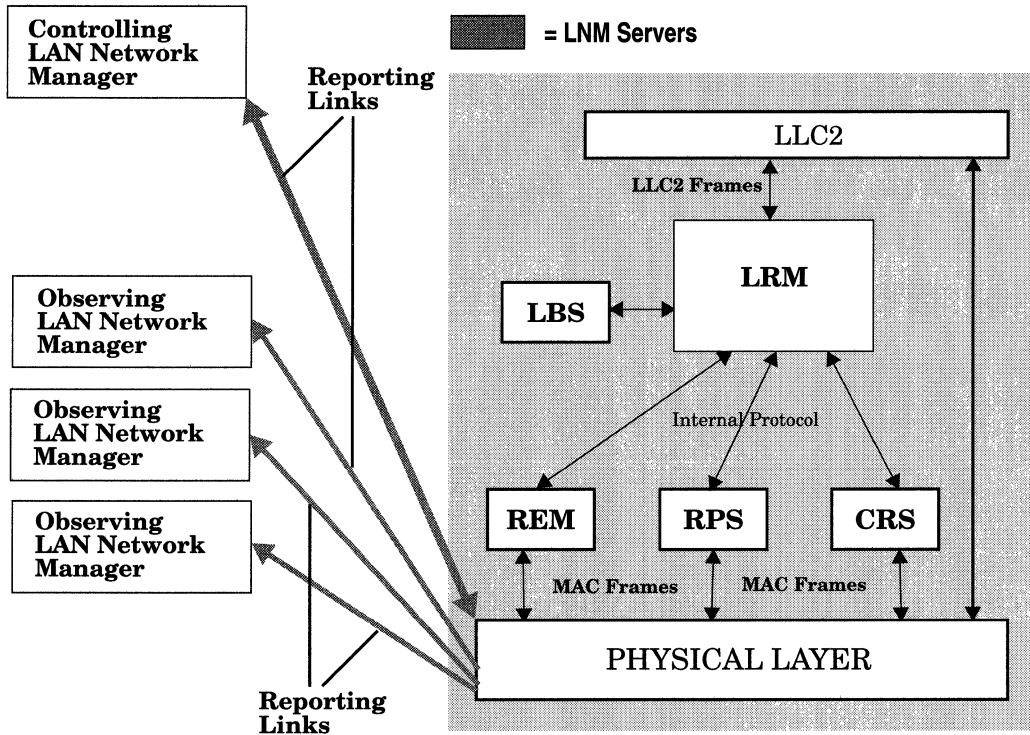 Controlling
LAN Network
Manager
= LNM Servers
Reporting
Links
LLC2
LLC2 Frames
LRM
LBS
Observing
LAN Network
Manager
Observing
LAN Network
Manager
Internal Protocol
Observing
LAN Network
Manager
REM
RPS
CRS
MAC Frames
MAC Frames
PHYSICAL LAYER
Reporting
Links